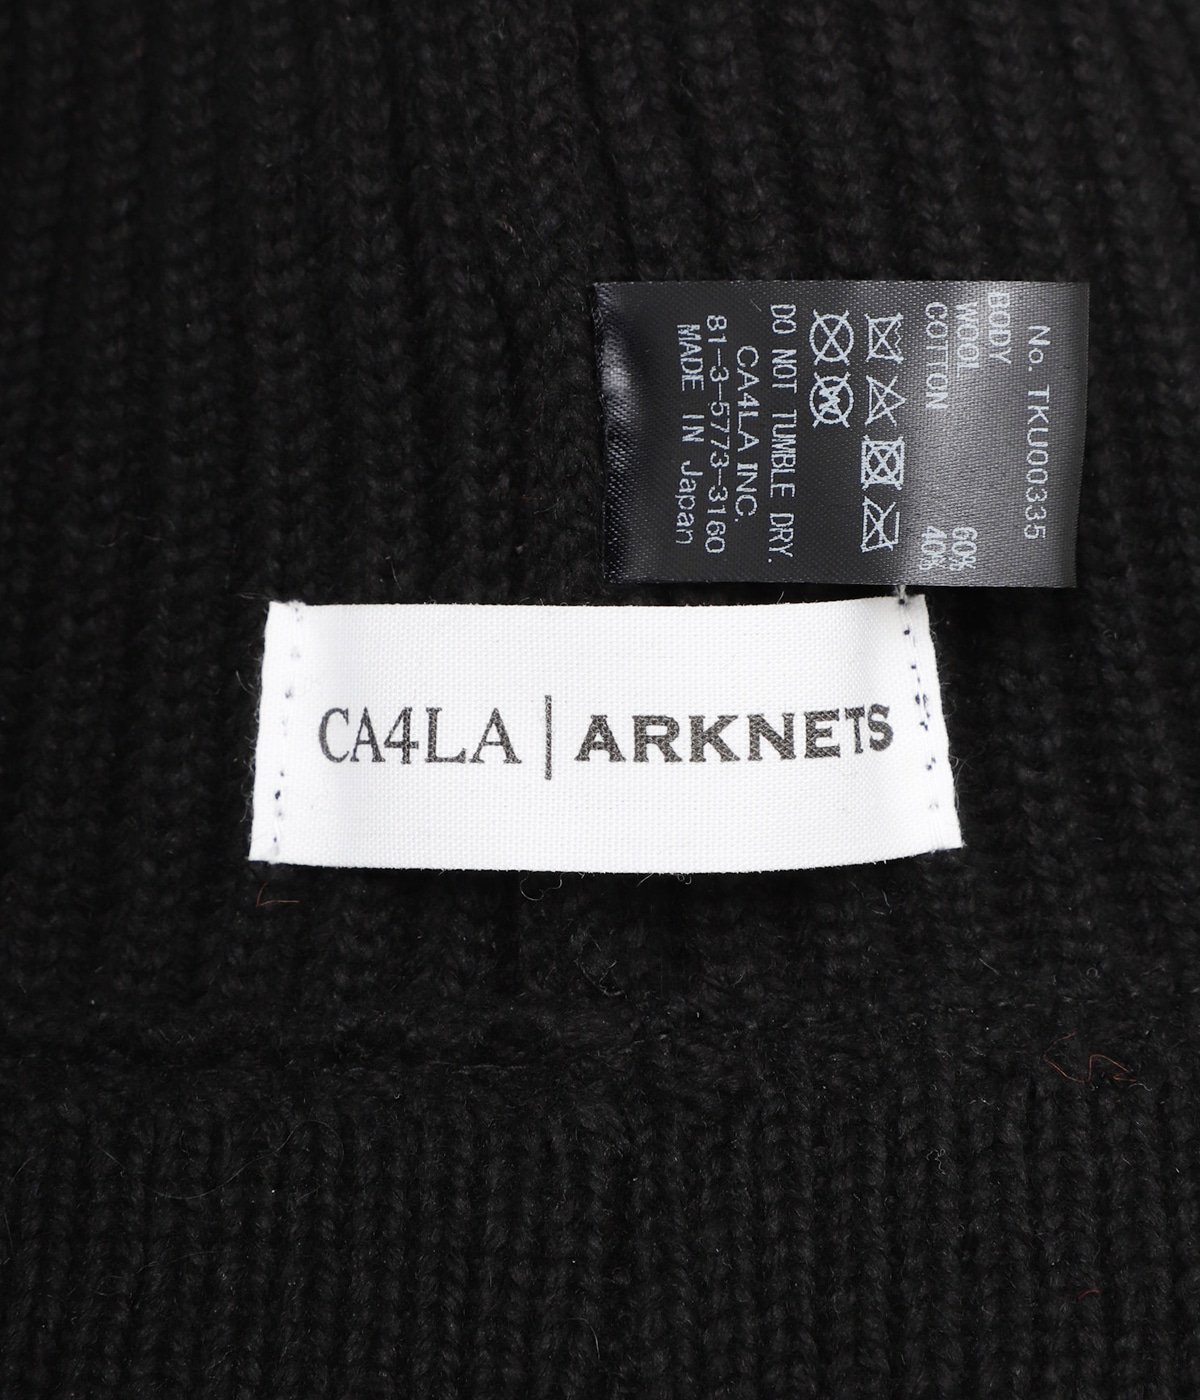 No. TKU00335
BODY
WOOL 60%
COTTON 40%
DO NOT TUMBLE DRY.
CA4LA INC.
81-3-5773-3160
MADE IN Japan
CA4LA | ARKNETS